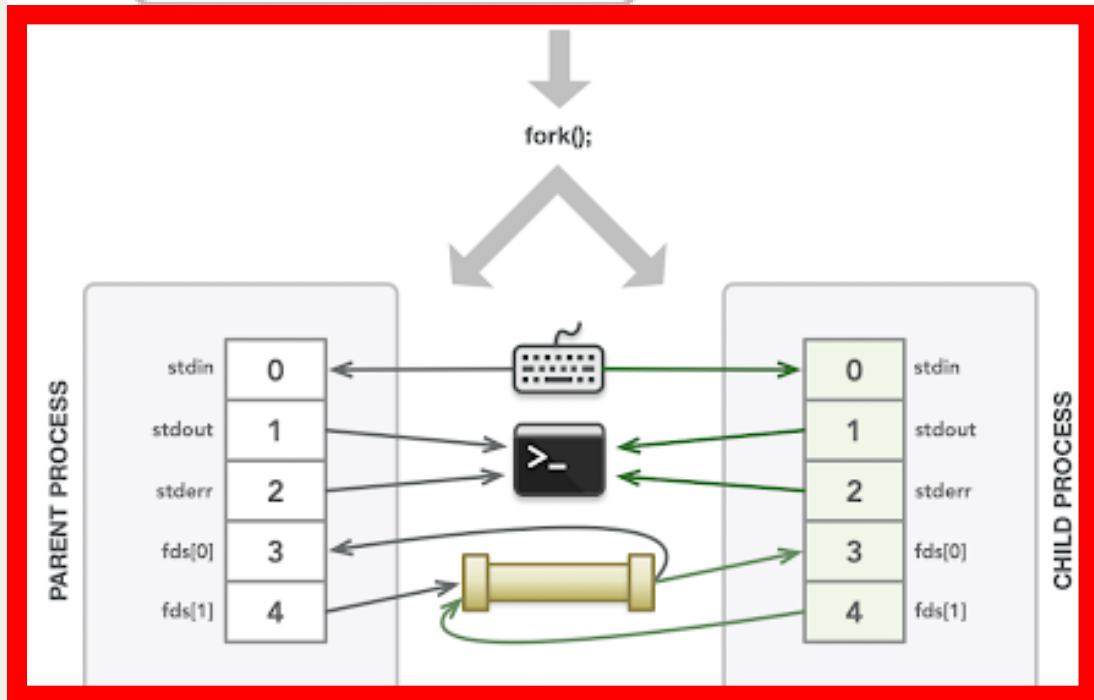 fork();
PARENT PROCESS
stdin 0
stdout 1
stderr 2
fds[0] 3
fds[1] 4
>_
0 stdin
1 stdout
2 stderr
3 fds[0]
4 fds[1]
CHILD PROCESS